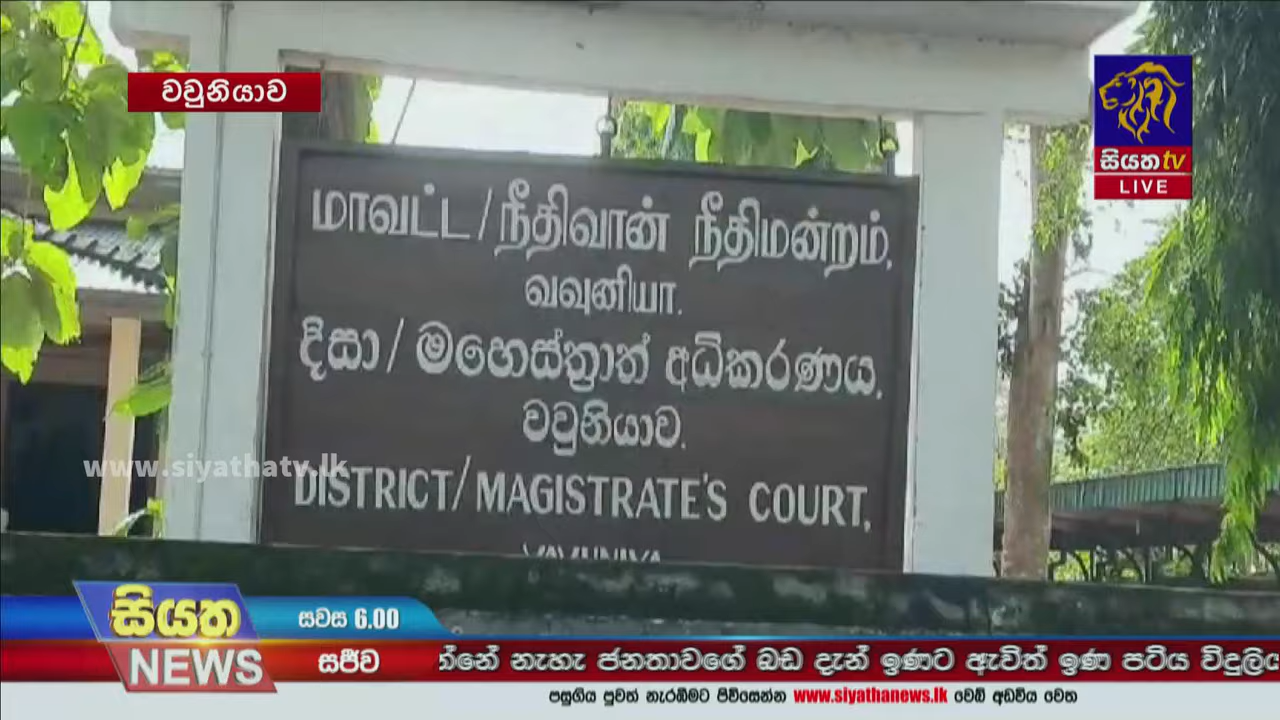 වවුනියාව
සියත tv
LIVE
மாவட்ட/நீதிவான் நீதிமன்றம்,
வவுனியா.
දිසා/ මහෙස්ත්‍රාත් අධිකරණය,
වවුනියාව.
DISTRICT/MAGISTRATE'S COURT,
VAVUNIYA
www.siyathatv.lk
සියත
NEWS
සවස 6.00
සජීව
න්නේ නැහැ ජනතාවගේ බඩ දැන් ඉණට ඇවිත් ඉණ පටිය විදුලිය
පසුගිය පුවත් නැරඹීමට පිවිසෙන්න www.siyathanews.lk වෙබ් අඩවිය වෙත